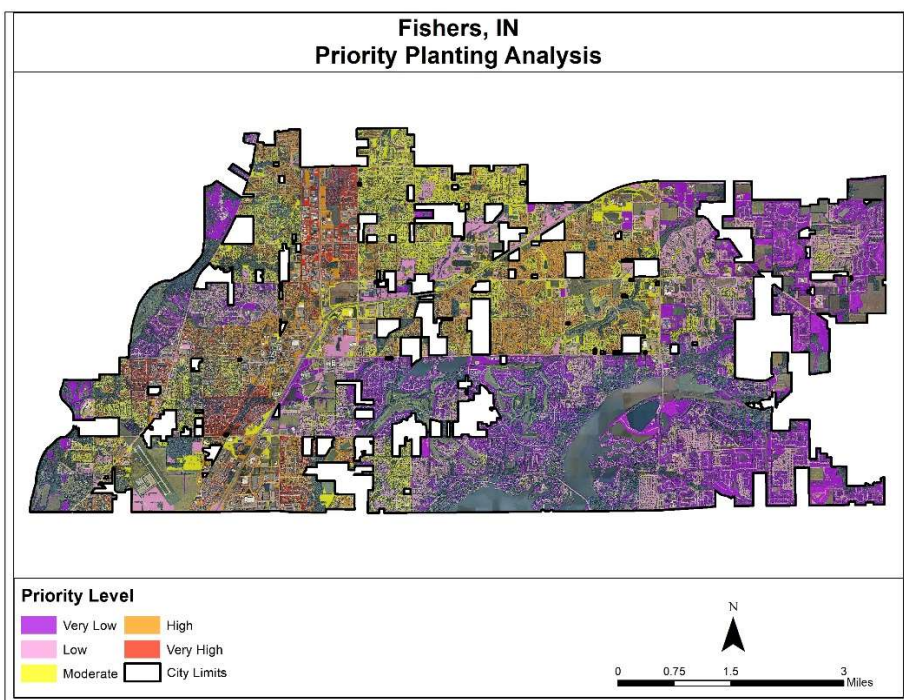 Fishers, IN
Priority Planting Analysis
Priority Level
Very Low
High
Low
Very High
Moderate
City Limits
N
0 0.75 1.5 3
Miles